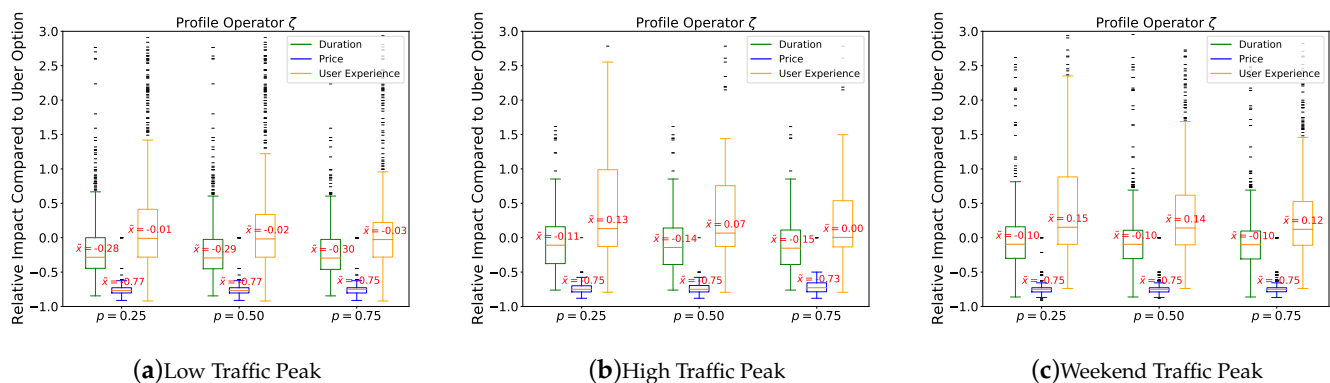 Profile Operator ζ
Relative Impact Compared to Uber Option
3.0
2.5
2.0
1.5
1.0
0.5
0.0
−0.5
−1.0
Duration
Price
User Experience
x̃ = -0.28
x̃ = -0.77
x̃ = -0.01
x̃ = -0.29
x̃ = -0.77
x̃ = -0.02
x̃ = -0.30
x̃ = -0.75
x̃ = -0.03
p = 0.25
p = 0.50
p = 0.75
(a)Low Traffic Peak
Profile Operator ζ
Relative Impact Compared to Uber Option
3.0
2.5
2.0
1.5
1.0
0.5
0.0
−0.5
−1.0
Duration
Price
User Experience
x̃ = -0.11
x̃ = -0.75
x̃ = 0.13
x̃ = -0.14
x̃ = -0.75
x̃ = 0.07
x̃ = -0.15
x̃ = -0.73
x̃ = 0.00
p = 0.25
p = 0.50
p = 0.75
(b)High Traffic Peak
Profile Operator ζ
Relative Impact Compared to Uber Option
3.0
2.5
2.0
1.5
1.0
0.5
0.0
−0.5
−1.0
Duration
Price
User Experience
x̃ = -0.10
x̃ = -0.75
x̃ = 0.15
x̃ = -0.10
x̃ = -0.75
x̃ = 0.14
x̃ = -0.10
x̃ = -0.75
x̃ = 0.12
p = 0.25
p = 0.50
p = 0.75
(c)Weekend Traffic Peak